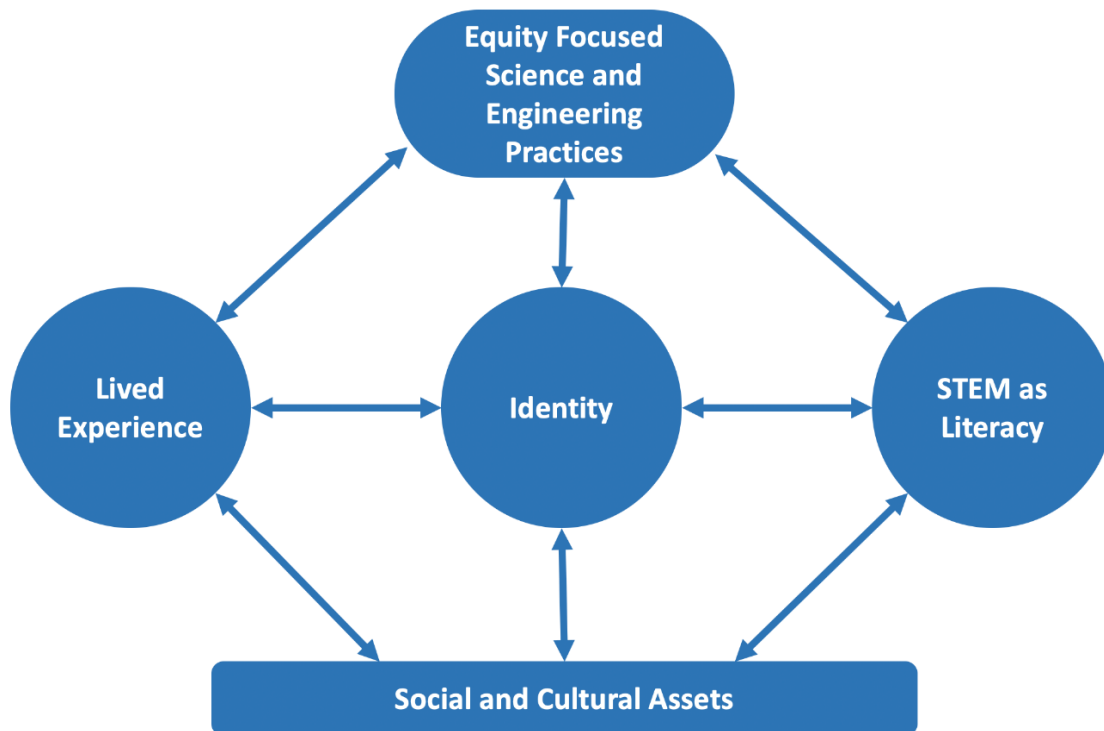 Equity Focused
Science and
Engineering
Practices
Lived
Experience
Identity
STEM as
Literacy
Social and Cultural Assets